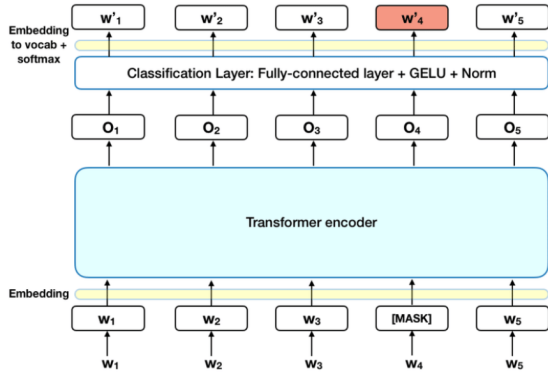 Embedding to vocab + softmax
w'1 w'2 w'3 w'4 w'5
Classification Layer: Fully-connected layer + GELU + Norm
O1 O2 O3 O4 O5
Transformer encoder
Embedding
W1 W2 W3 [MASK] W5
W1 W2 W3 W4 W5